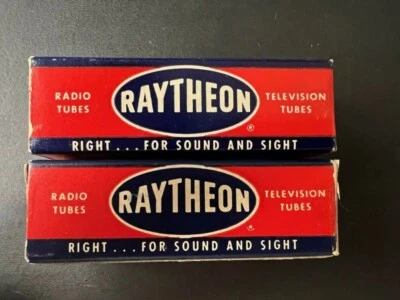 RADIO TUBES
RAYTHEON
®
TELEVISION TUBES
RIGHT...FOR SOUND AND SIGHT
RADIO TUBES
RAYTHEON
®
TELEVISION TUBES
RIGHT...FOR SOUND AND SIGHT